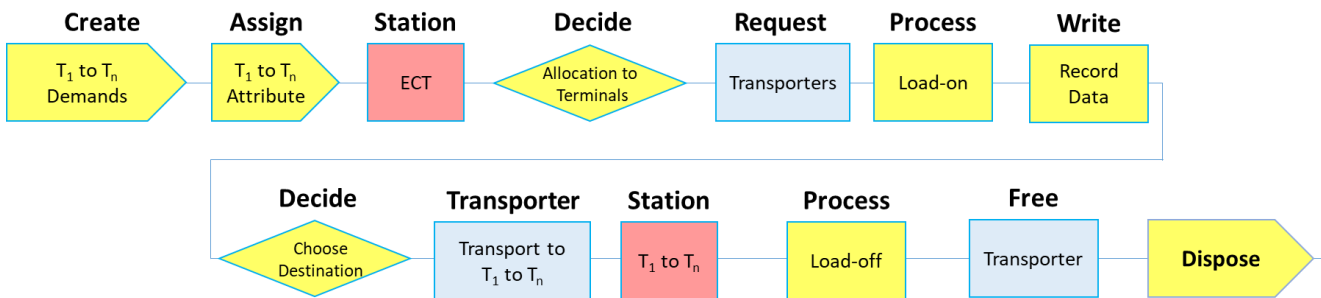 Create Assign Station Decide Request Process Write
T₁ to Tₙ
Demands
T₁ to Tₙ
Attribute
ECT
Allocation to
Terminals
Transporters
Load-on
Record
Data
Decide Transporter Station Process Free
Choose
Destination
Transport to
T₁ to Tₙ
T₁ to Tₙ
Load-off
Transporter
Dispose